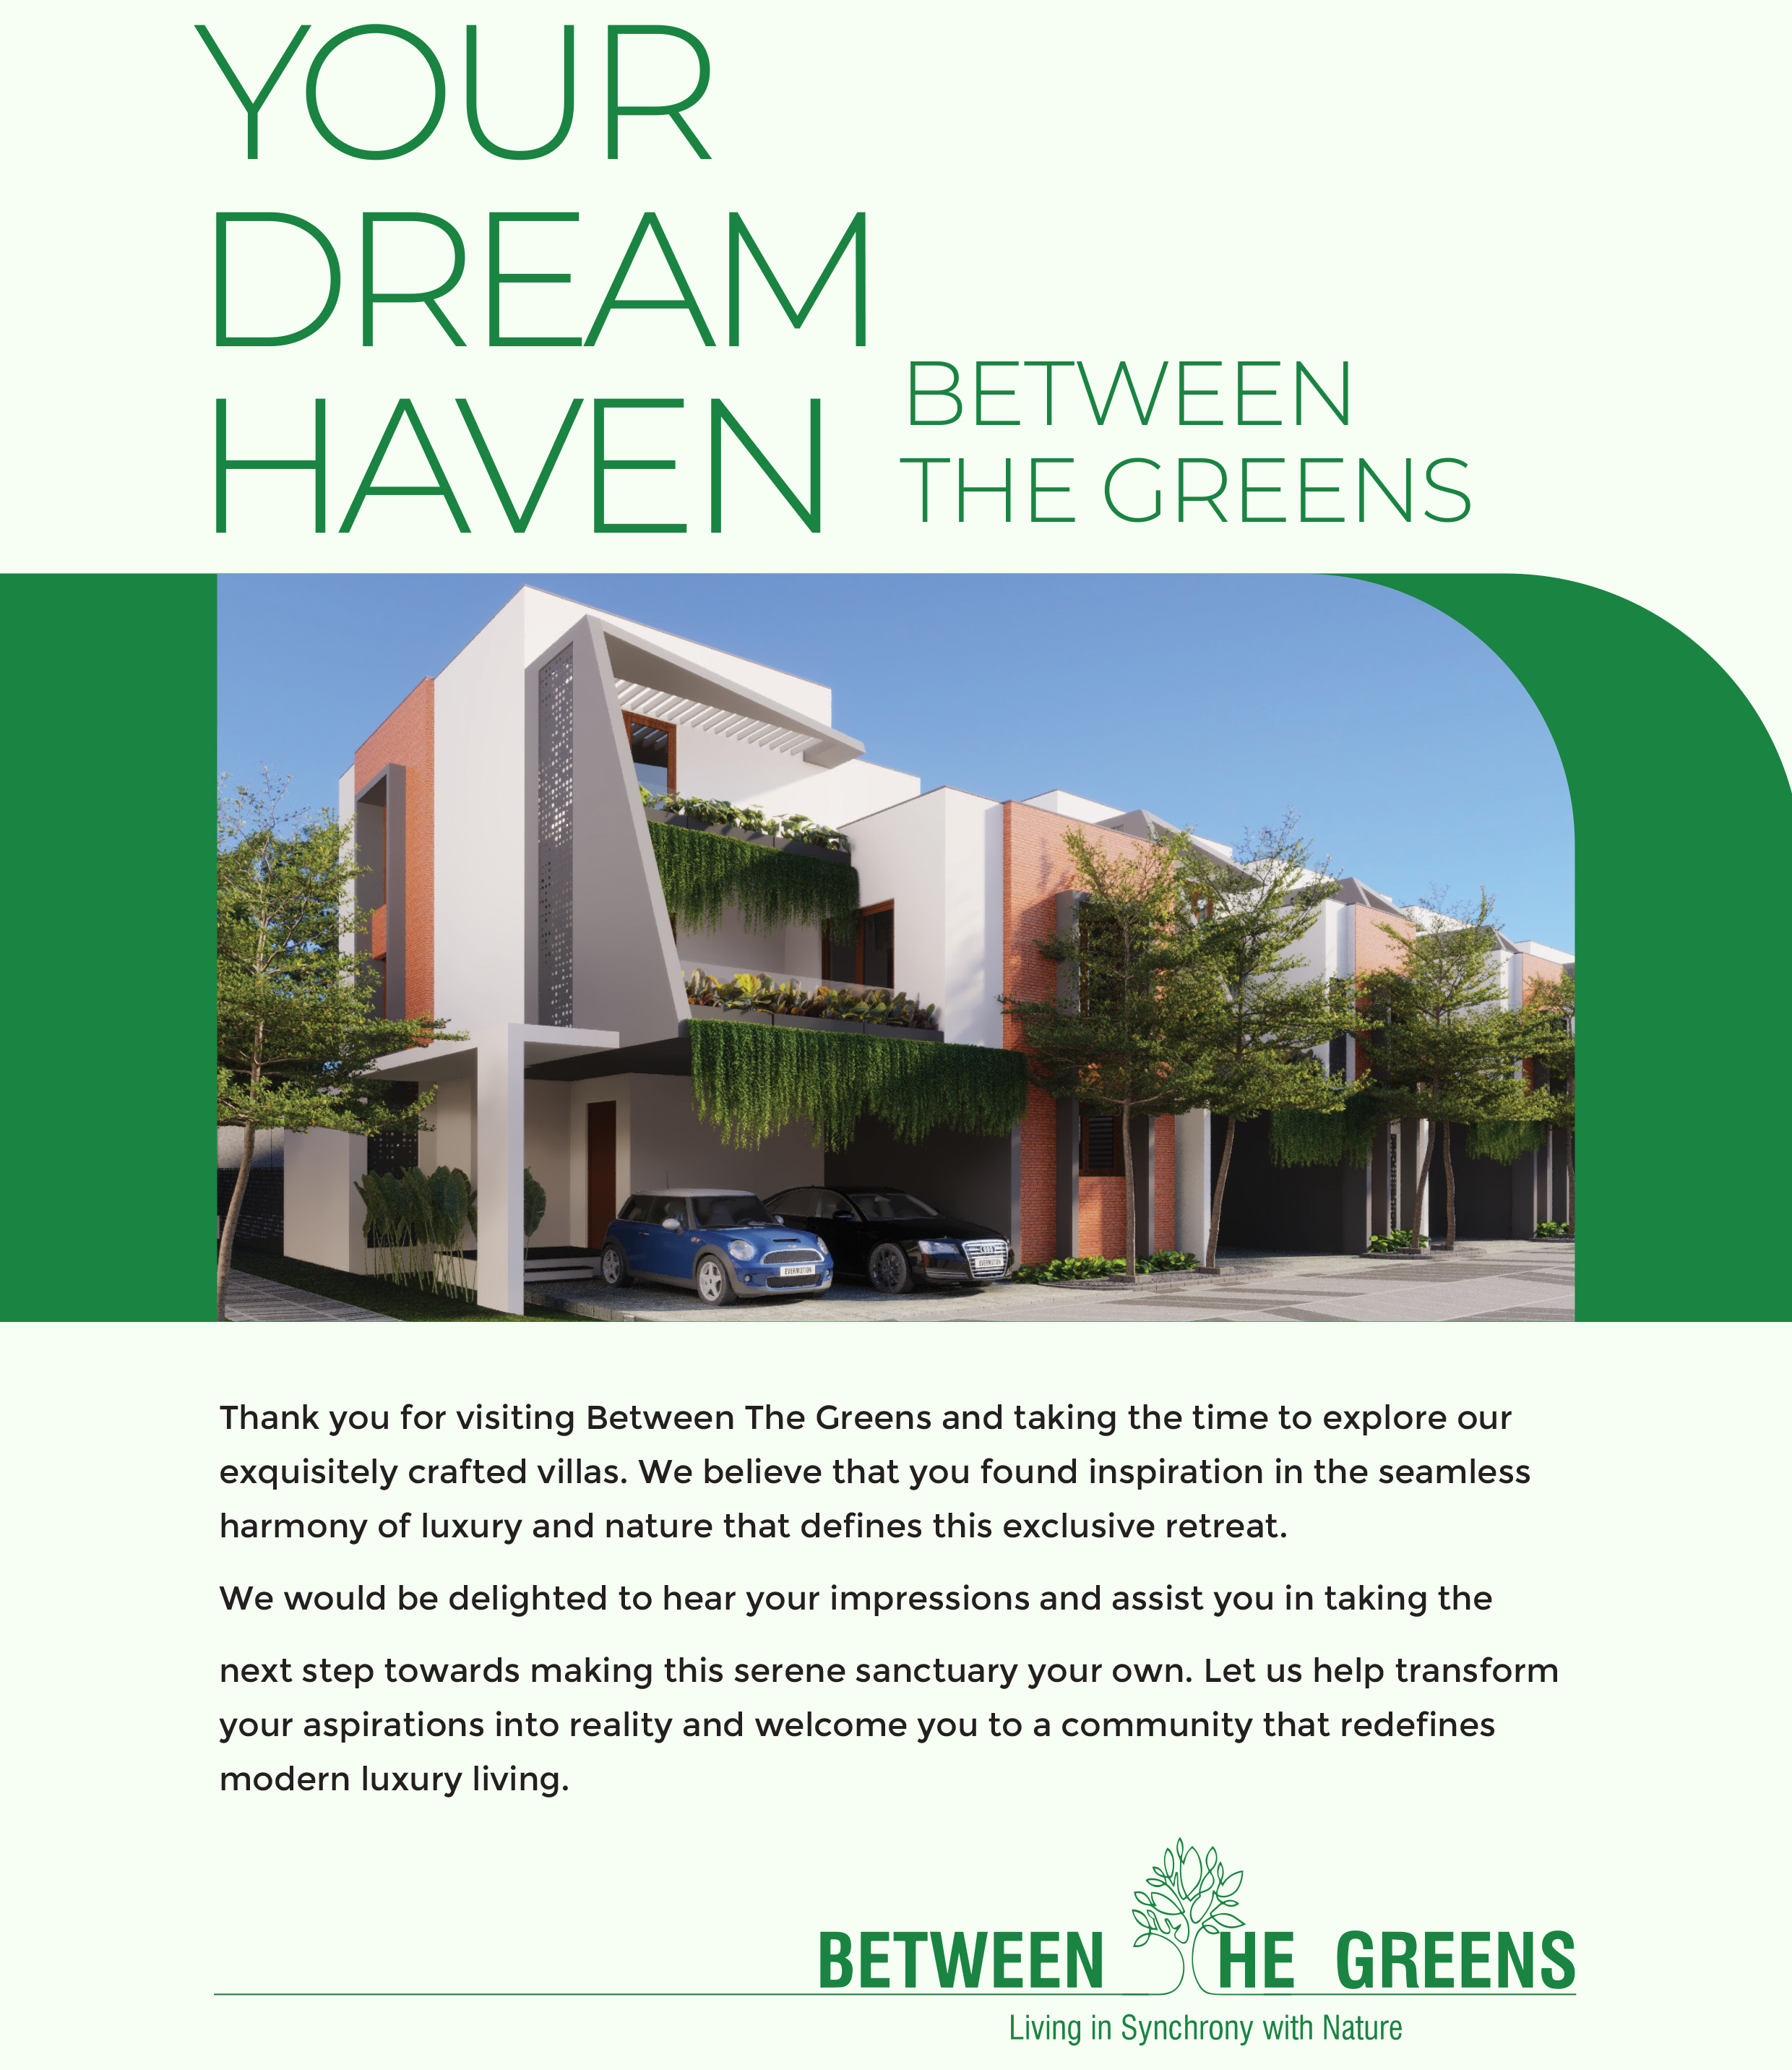 YOUR
DREAM
HAVEN
BETWEEN
THE GREENS
EVERMOTION
EVERMOTION
Thank you for visiting Between The Greens and taking the time to explore our
exquisitely crafted villas. We believe that you found inspiration in the seamless
harmony of luxury and nature that defines this exclusive retreat.
We would be delighted to hear your impressions and assist you in taking the
next step towards making this serene sanctuary your own. Let us help transform
your aspirations into reality and welcome you to a community that redefines
modern luxury living.
BETWEEN THE GREENS
Living in Synchrony with Nature